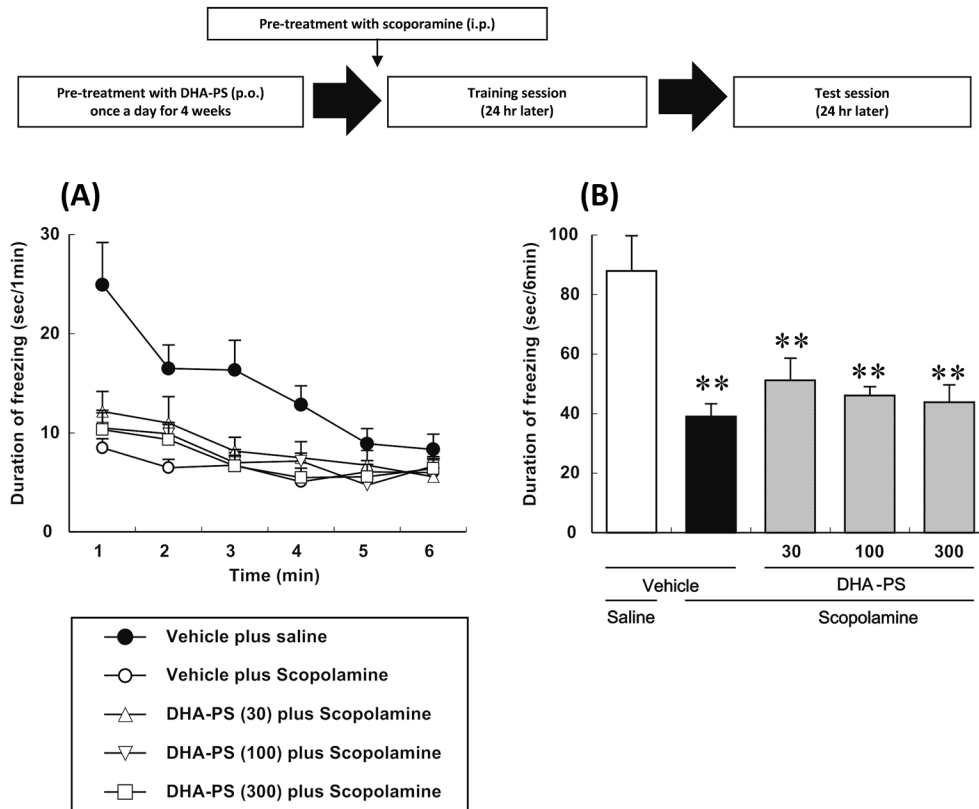 Pre-treatment with scoporamine (i.p.)
Pre-treatment with DHA-PS (p.o.)
once a day for 4 weeks
Training session
(24 hr later)
Test session
(24 hr later)
(A)
Duration of freezing (sec/1min)
30
20
10
0
1 2 3 4 5 6
Time (min)
Vehicle plus saline
Vehicle plus Scopolamine
DHA-PS (30) plus Scopolamine
DHA-PS (100) plus Scopolamine
DHA-PS (300) plus Scopolamine
(B)
Duration of freezing (sec/6min)
100
80
60
40
20
0
** ** ** **
30 100 300
Vehicle DHA-PS
Saline Scopolamine